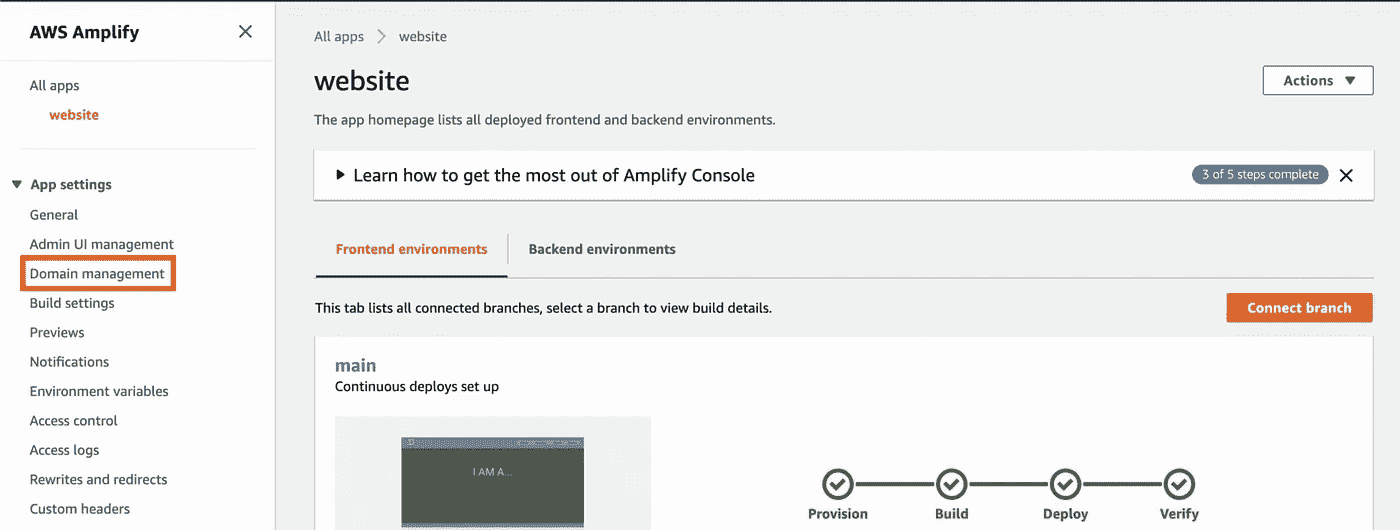 AWS Amplify
All apps
website
App settings
General
Admin UI management
Domain management
Build settings
Previews
Notifications
Environment variables
Access control
Access logs
Rewrites and redirects
Custom headers
All apps website
website
Actions
The app homepage lists all deployed frontend and backend environments.
Learn how to get the most out of Amplify Console
3 of 5 steps complete
Frontend environments
Backend environments
This tab lists all connected branches, select a branch to view build details.
Connect branch
main
Continuous deploys set up
I AM A...
Provision
Build
Deploy
Verify